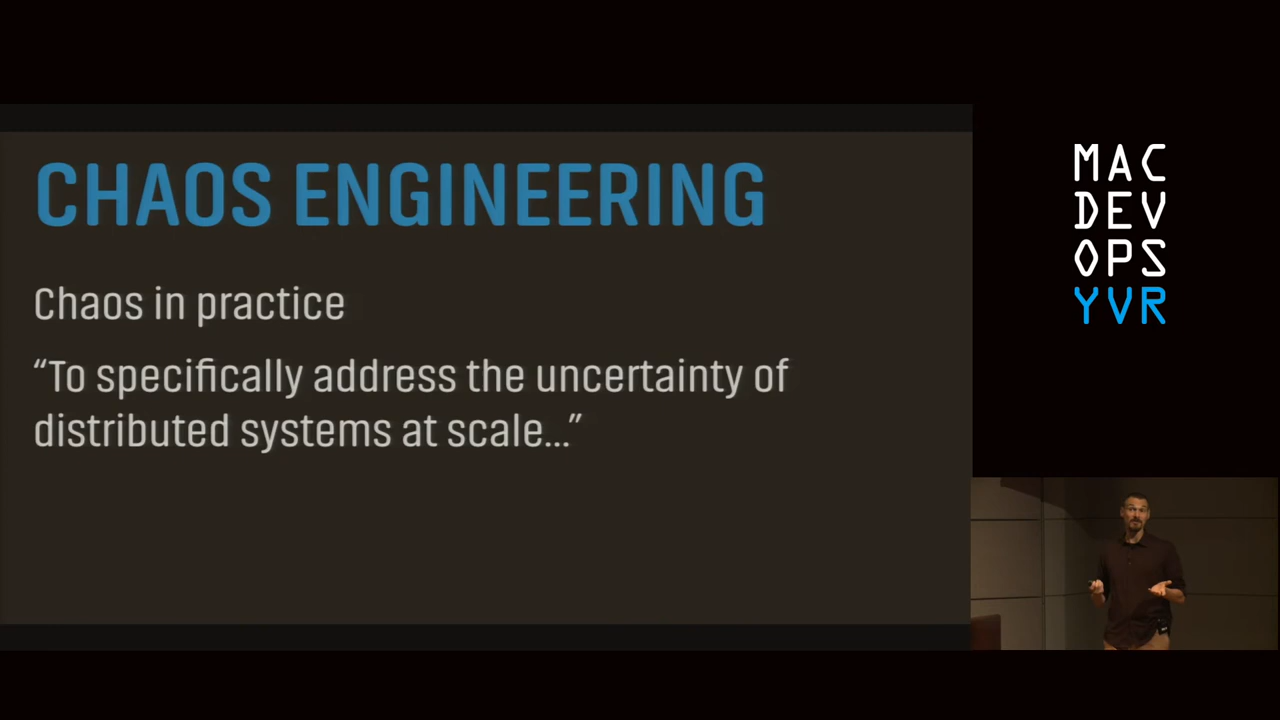 CHAOS ENGINEERING
Chaos in practice
“To specifically address the uncertainty of
distributed systems at scale...”
MAC
DEV
OPS
YVR